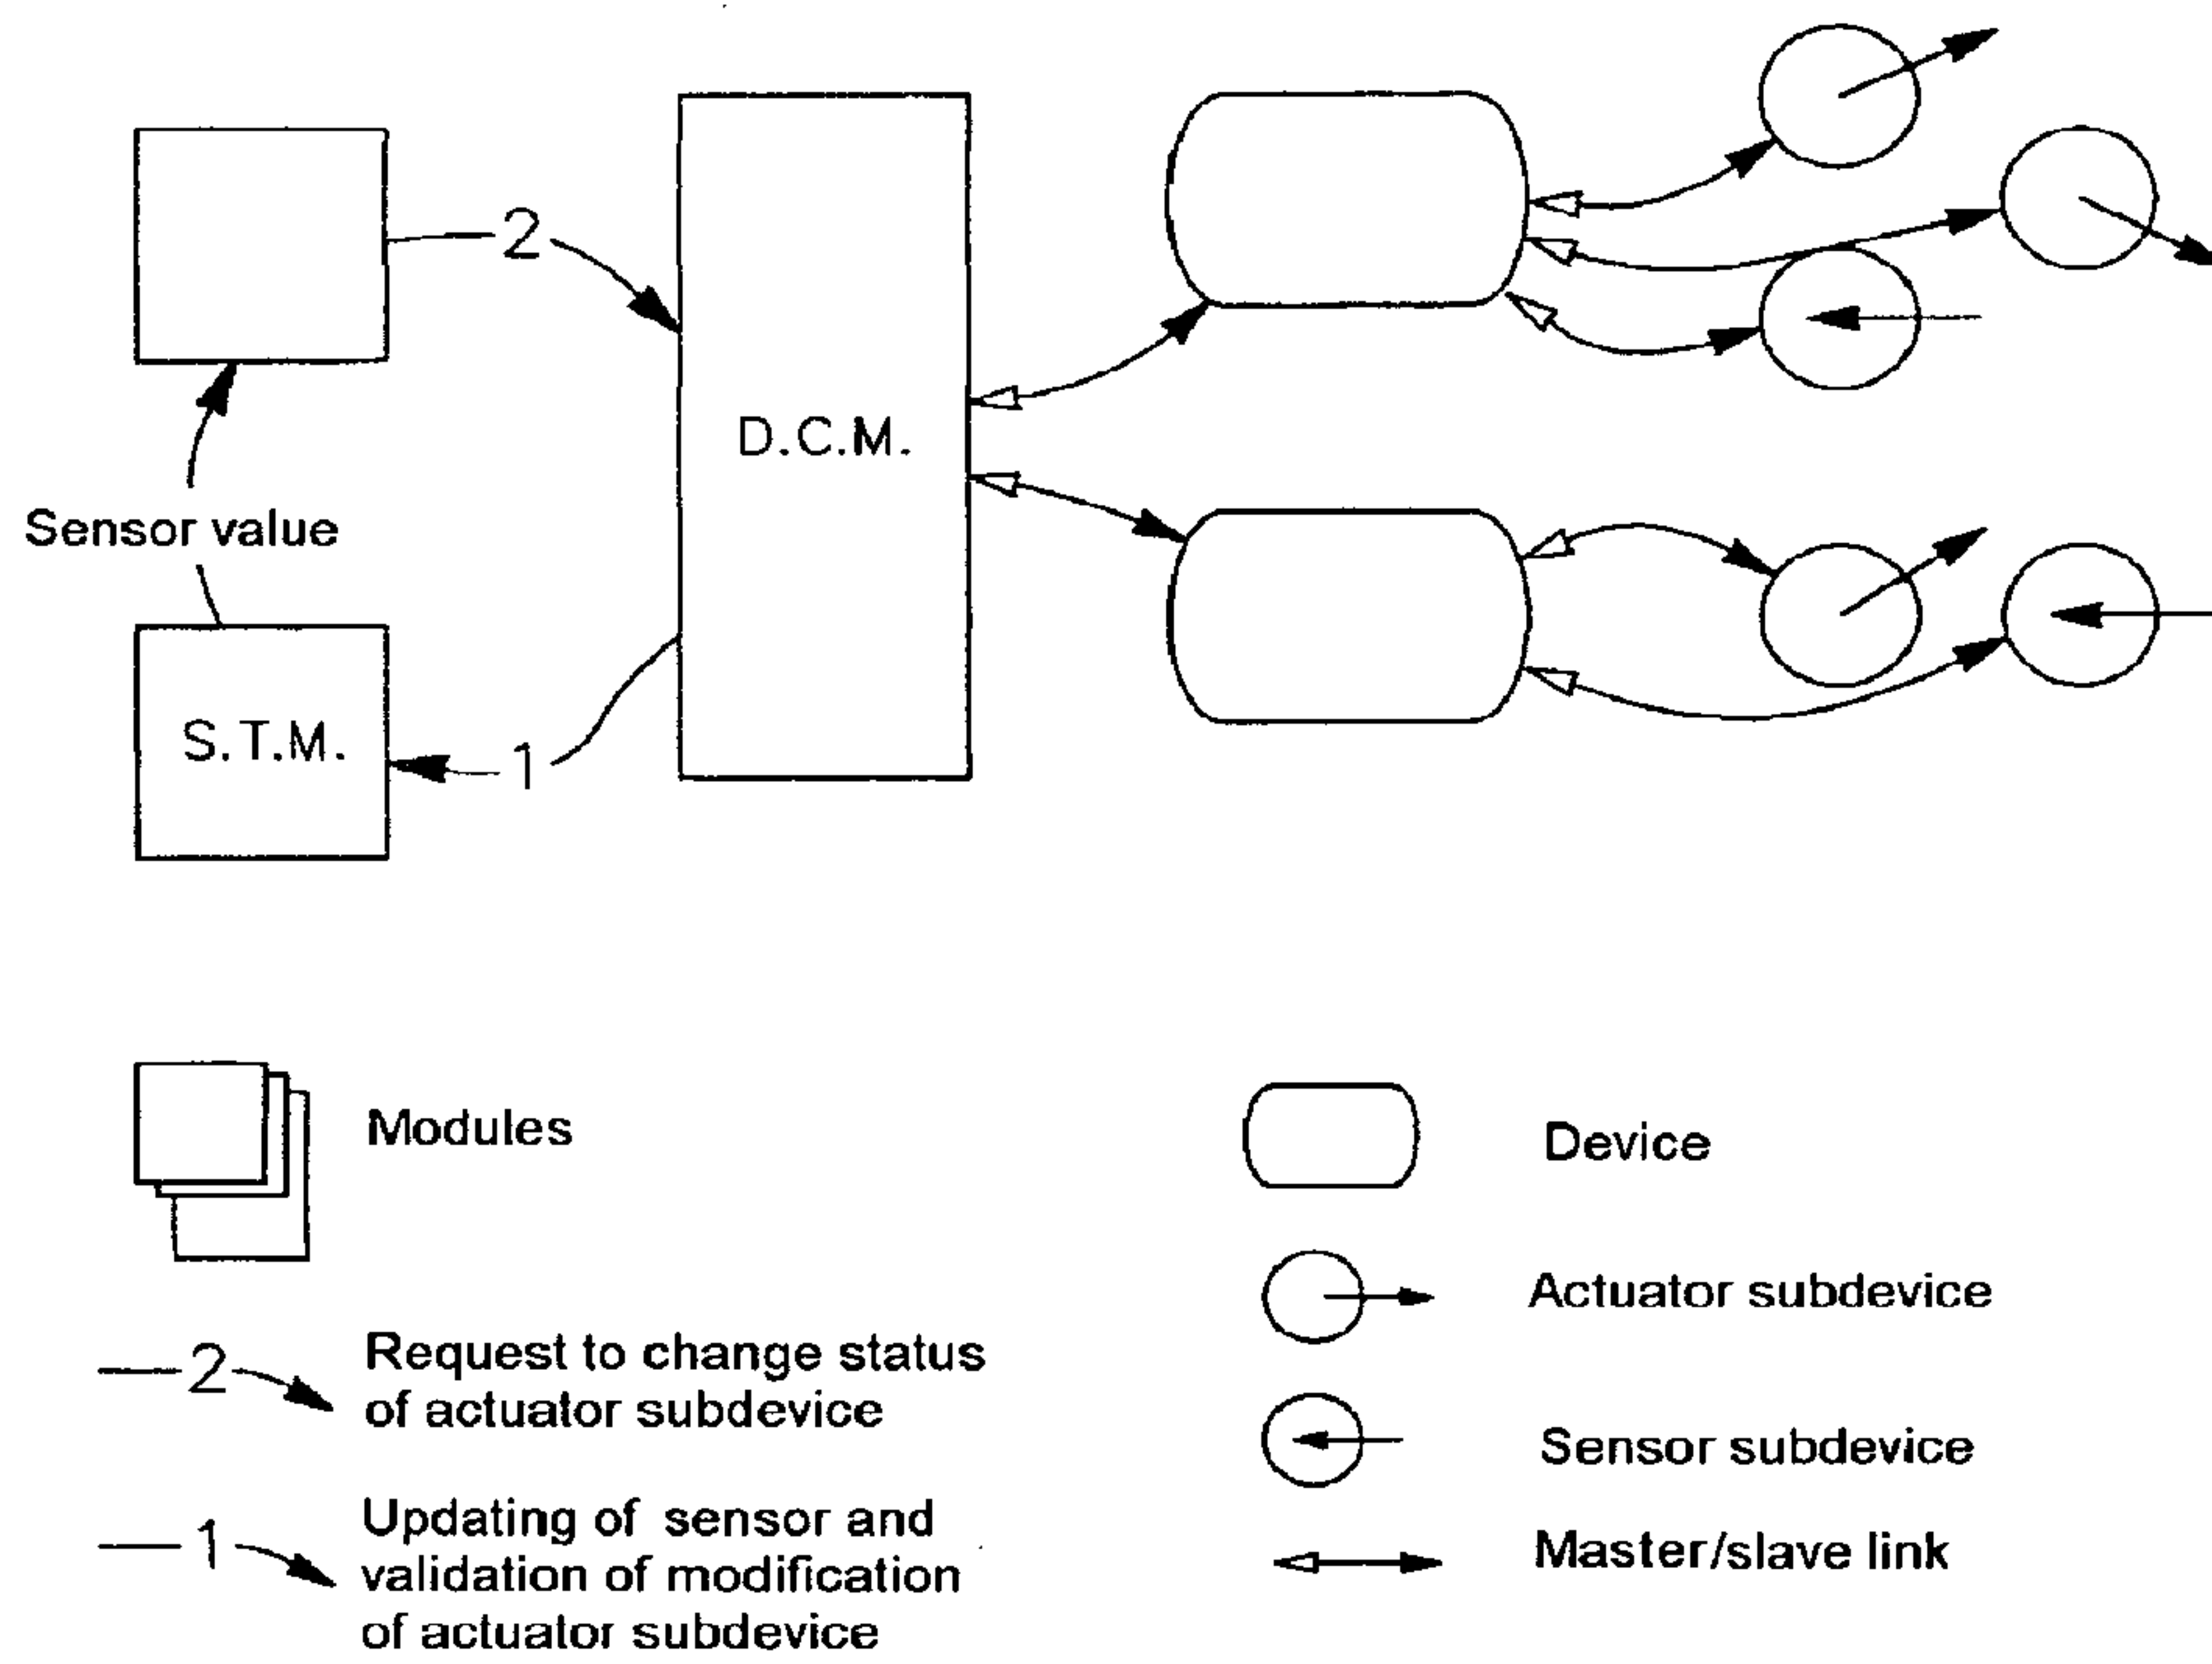 2
D.C.M.
Sensor value
S.T.M.
1
Modules
Device
2
Request to change status
of actuator subdevice
Actuator subdevice
Sensor subdevice
1
Updating of sensor and
validation of modification
of actuator subdevice
Master/slave link